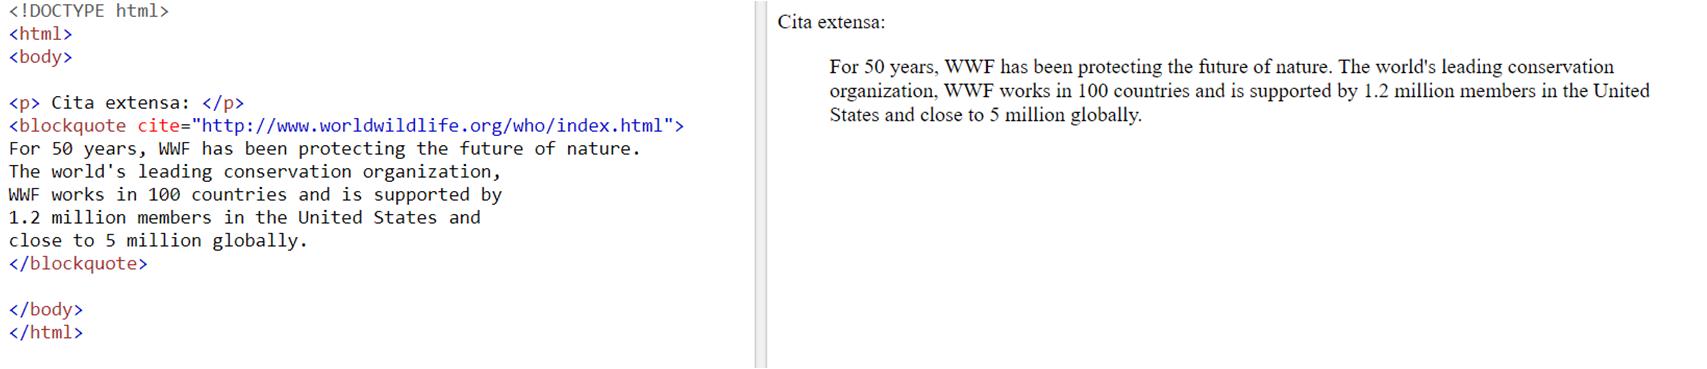 <!DOCTYPE html>
<html>
<body>
<p> Cita extensa: </p>
<blockquote cite="http://www.worldwildlife.org/who/index.html">
For 50 years, WWF has been protecting the future of nature.
The world's leading conservation organization,
WWF works in 100 countries and is supported by
1.2 million members in the United States and
close to 5 million globally.
</blockquote>
</body>
</html>
Cita extensa:
For 50 years, WWF has been protecting the future of nature. The world's leading conservation
organization, WWF works in 100 countries and is supported by 1.2 million members in the United
States and close to 5 million globally.